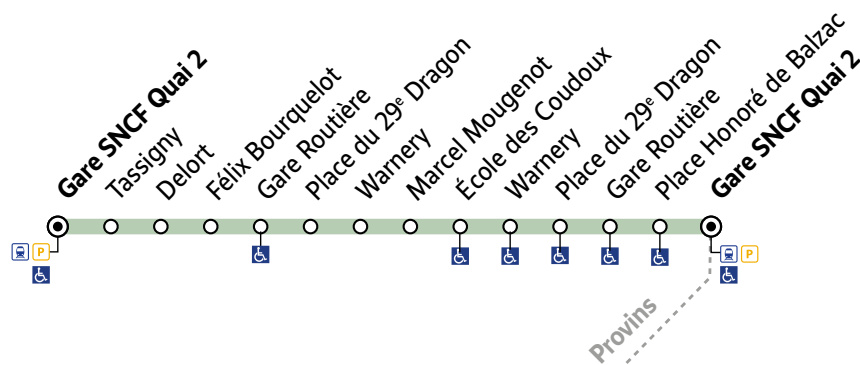 Gare SNCF Quai 2
Tassigny
Delort
Félix Bourquelot
Gare Routière
Place du 29e Dragon
Warnery
Marcel Mougenot
École des Coudoux
Warnery
Place du 29e Dragon
Gare Routière
Place Honoré de Balzac
Gare SNCF Quai 2
P
P
Provins